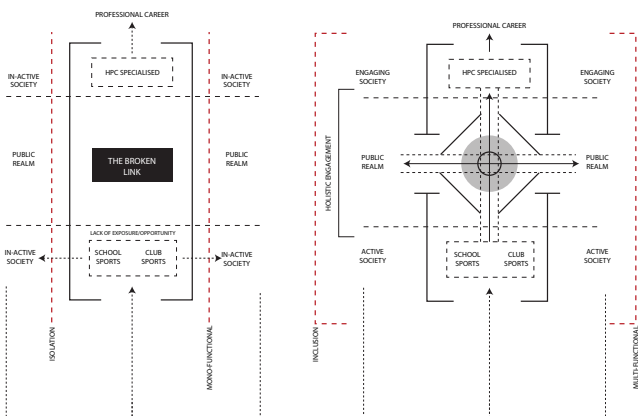 PROFESSIONAL CAREER
HPC SPECIALISED
IN-ACTIVE
SOCIETY
IN-ACTIVE
SOCIETY
PUBLIC
REALM
THE BROKEN
LINK
PUBLIC
REALM
LACK OF EXPOSURE/OPPORTUNITY
IN-ACTIVE
SOCIETY
SCHOOL
SPORTS
CLUB
SPORTS
IN-ACTIVE
SOCIETY
ISOLATION
MONO-FUNCTIONAL
PROFESSIONAL CAREER
ENGAGING
SOCIETY
HPC SPECIALISED
ENGAGING
SOCIETY
HOLISTIC ENGAGEMENT
PUBLIC
REALM
PUBLIC
REALM
ACTIVE
SOCIETY
SCHOOL
SPORTS
CLUB
SPORTS
ACTIVE
SOCIETY
INCLUSION
MULTI-FUNCTIONAL